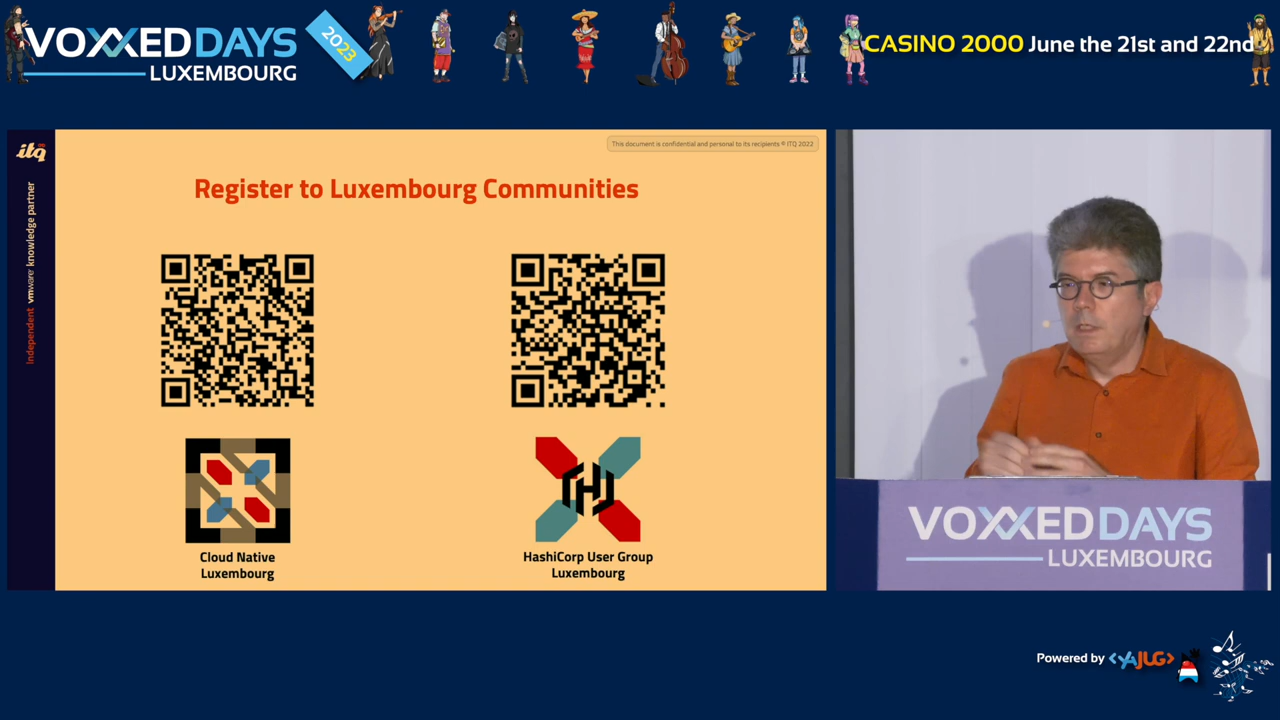 VOXXED DAYS
LUXEMBOURG
2023
CASINO 2000 June the 21st and 22nd
itq
Independent vmware knowledge partner
This document is confidential and personal to its recipients © ITQ 2022
Register to Luxembourg Communities
Cloud Native
Luxembourg
HashiCorp User Group
Luxembourg
VOXXED DAYS
LUXEMBOURG
Powered by <YAJUG>